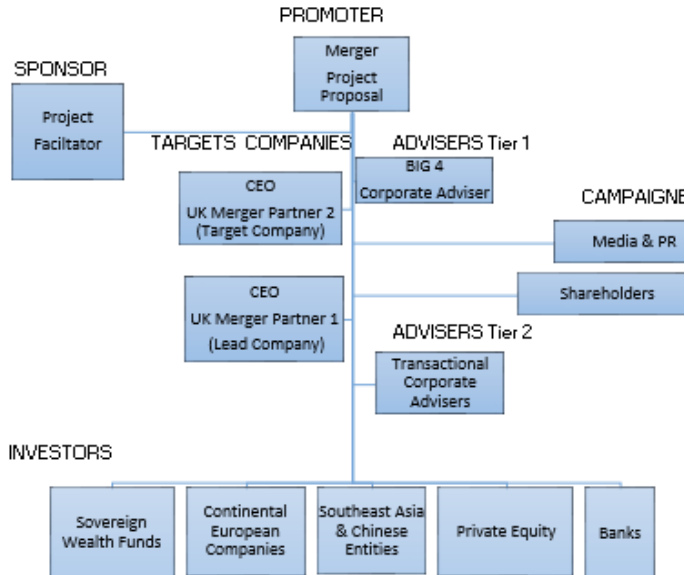 PROMOTER
Merger
Project
Proposal
SPONSOR
Project
Faciltator
TARGETS COMPANIES
ADVISERS Tier 1
BIG 4
Corporate Adviser
CEO
UK Merger Partner 2
(Target Company)
CAMPAIGNE
Media & PR
CEO
UK Merger Partner 1
(Lead Company)
Shareholders
ADVISERS Tier 2
Transactional
Corporate
Advisers
INVESTORS
Sovereign
Wealth Funds
Continental
European
Companies
Southeast Asia
& Chinese
Entities
Private Equity
Banks